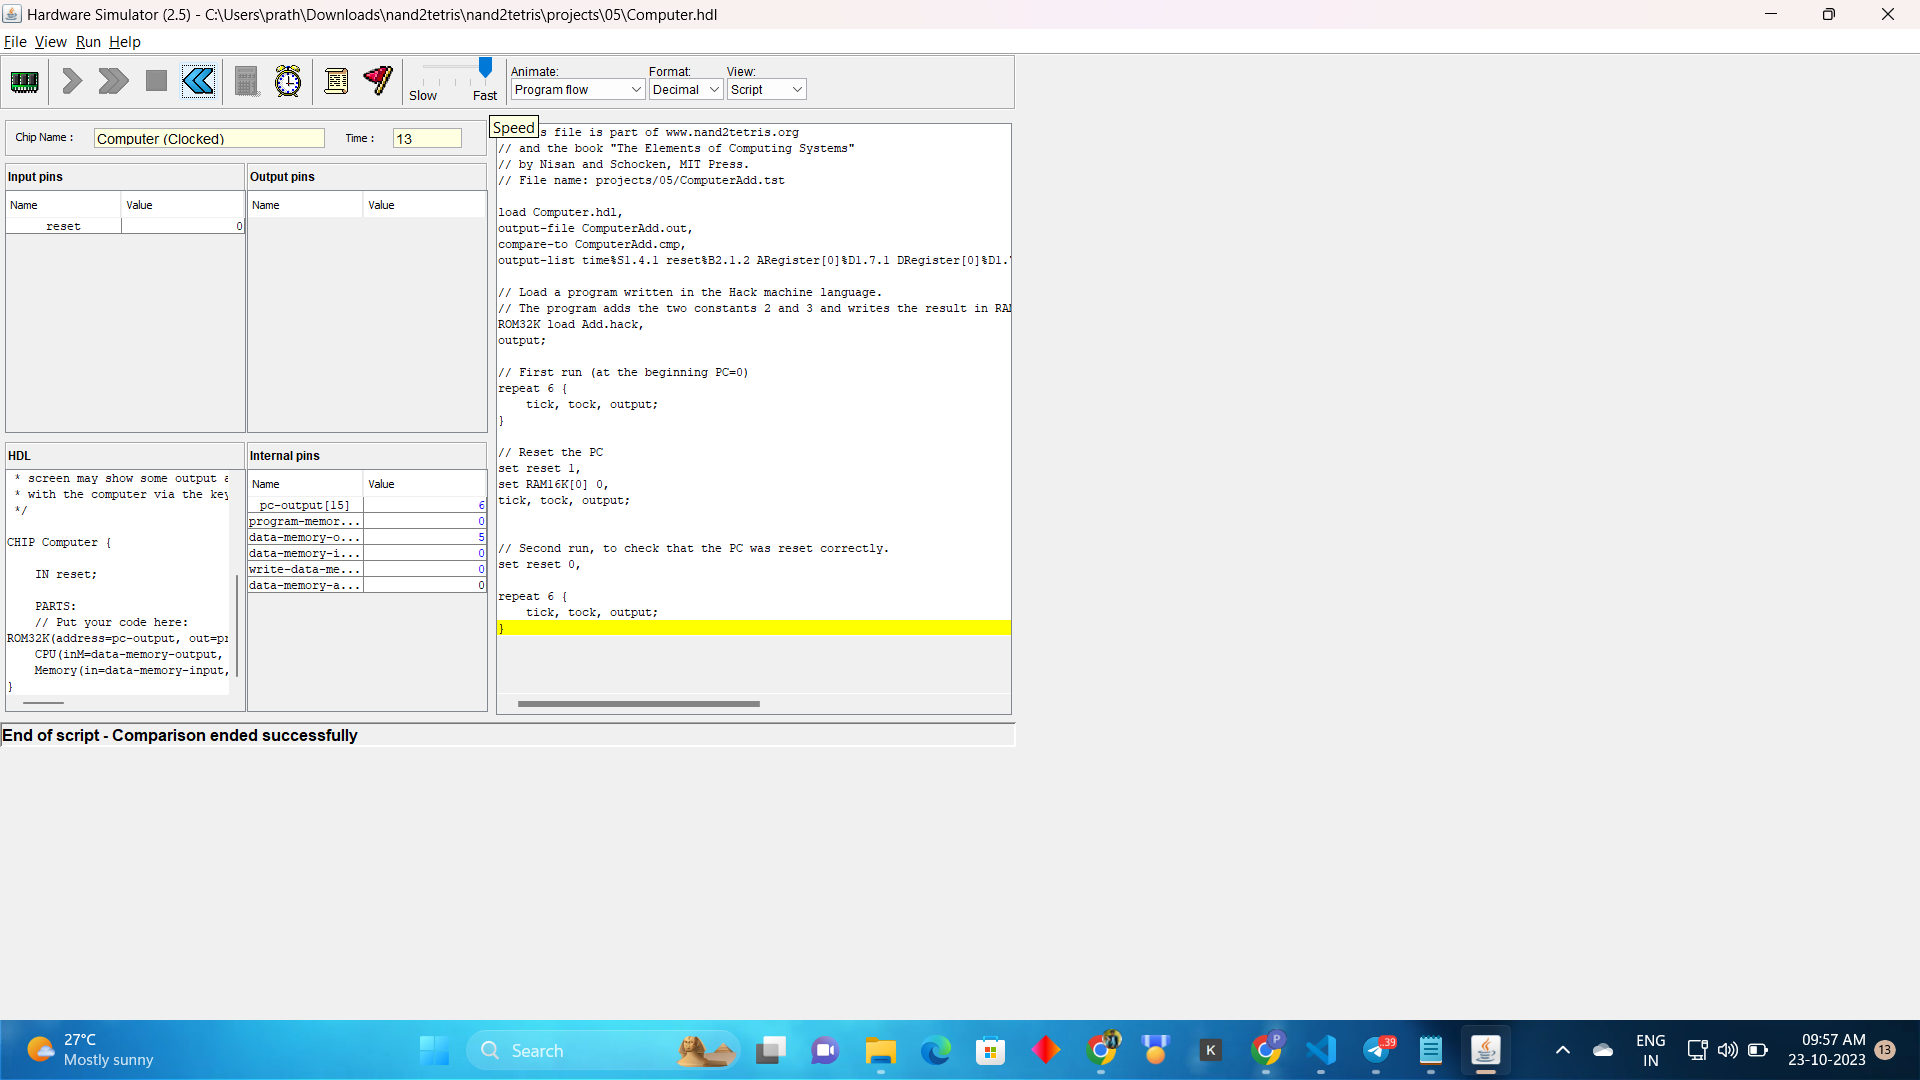 Hardware Simulator (2.5) - C:\Users\prath\Downloads\nand2tetris\nand2tetris\projects\05\Computer.hdl
File View Run Help
Slow Fast
Animate:
Program flow
Format:
Decimal
View:
Script
Speed
Chip Name :
Computer (Clocked)
Time :
13
Input pins
Name Value
reset 0
Output pins
Name Value
HDL
* screen may show some output
* with the computer via the
*/
CHIP Computer {
IN reset;
PARTS:
// Put your code here:
ROM32K(address=pc-output,
CPU(inM=data-memory-output,
Memory(in=data-memory-input,
}
Internal pins
Name Value
pc-output[15] 6
program-memor... 0
data-memory-o... 5
data-memory-i... 0
write-data-me... 0
data-memory-a... 0
s file is part of www.nand2tetris.org
// and the book "The Elements of Computing Systems"
// by Nisan and Schocken, MIT Press.
// File name: projects/05/ComputerAdd.tst
load Computer.hdl,
output-file ComputerAdd.out,
compare-to ComputerAdd.cmp,
output-list time%S1.4.1 reset%B2.1.2 ARegister[0]%D1.7.1 DRegister[0]%D1.
// Load a program written in the Hack machine language.
// The program adds the two constants 2 and 3 and writes the result in
ROM32K load Add.hack,
output;
// First run (at the beginning PC=0)
repeat 6 {
tick, tock, output;
}
// Reset the PC
set reset 1,
set RAM16K[0] 0,
tick, tock, output;
// Second run, to check that the PC was reset correctly.
set reset 0,
repeat 6 {
tick, tock, output;
}
End of script - Comparison ended successfully
27°C
Mostly sunny
Search
K
P
39
ENG
IN
09:57 AM
23-10-2023
13